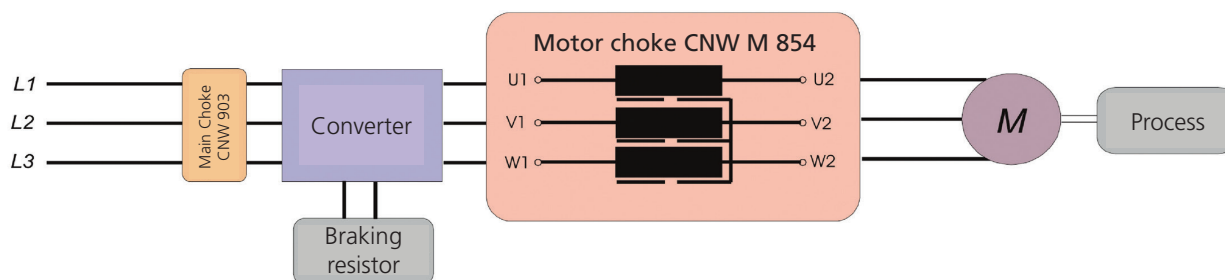 Motor choke CNW M 854
L1
L2
L3
Main Choke
CNW 903
Converter
U1
U2
V1
V2
W1
W2
M
Process
Braking
resistor